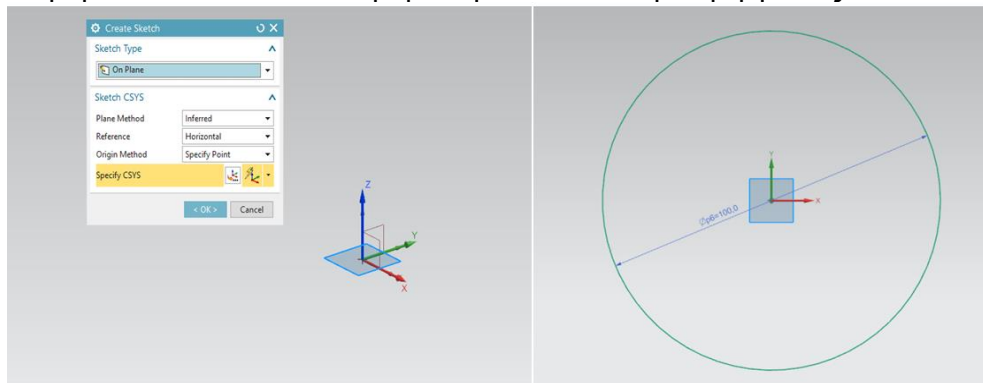 Create Sketch
Sketch Type
On Plane
Sketch CSYS
Plane Method Inferred
Reference Horizontal
Origin Method Specify Point
Specify CSYS
< OK > Cancel
Z
Y
X
Y
X
∅p6=100,0